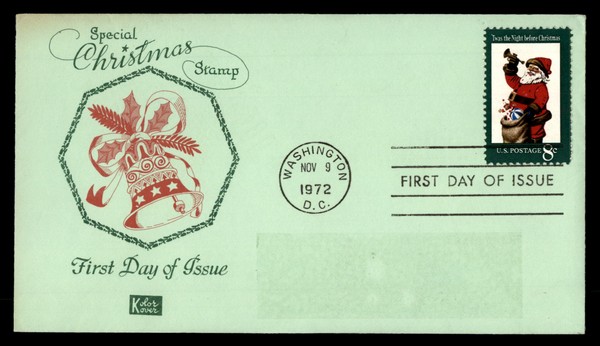 Special
Christmas
Stamp
First Day of Issue
Kolor
Kover
WASHINGTON
NOV 9
1972
D.C.
'Twas the Night before Christmas
U.S. POSTAGE 8c
FIRST DAY OF ISSUE